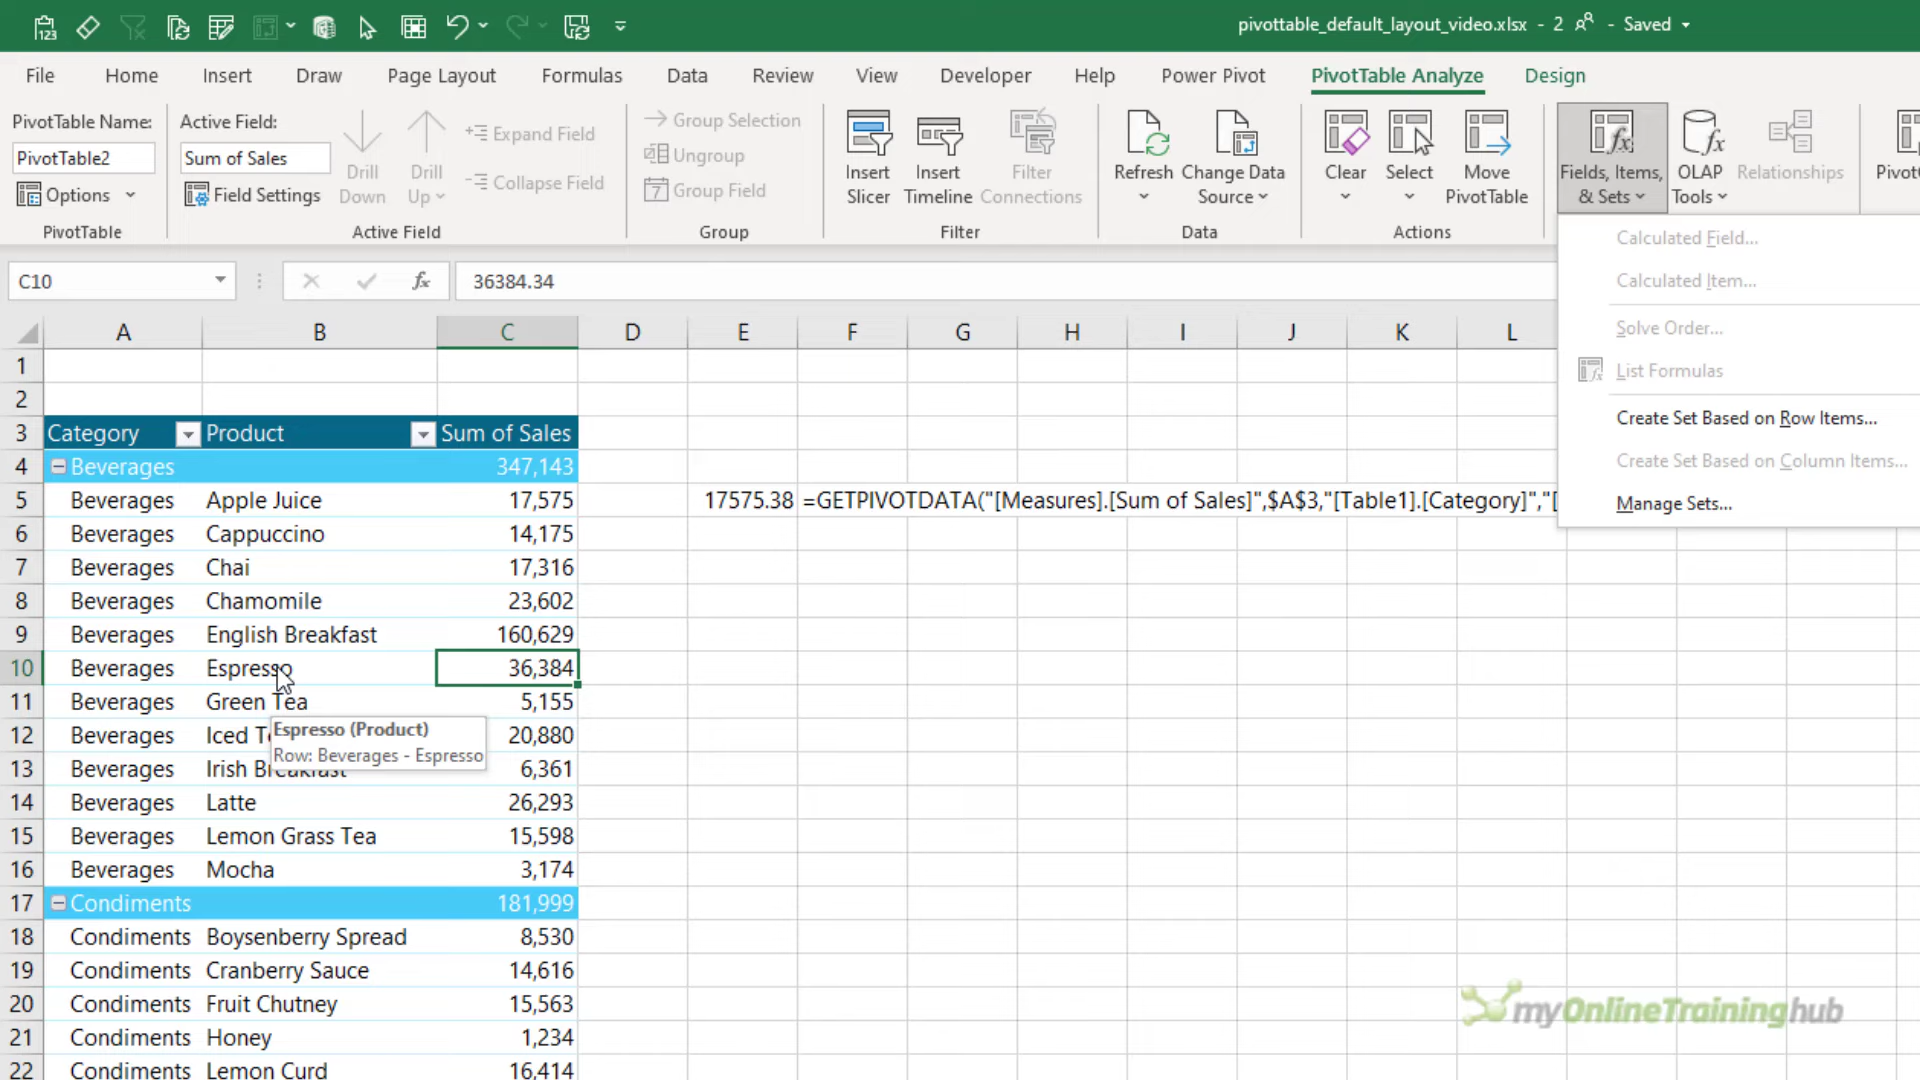 pivottable_default_layout_video.xlsx - 2 - Saved
File Home Insert Draw Page Layout Formulas Data Review View Developer Help Power Pivot PivotTable Analyze Design
PivotTable Name:
PivotTable2
Options
PivotTable
Active Field:
Sum of Sales
Field Settings
Drill Down
Drill Up
Expand Field
Collapse Field
Active Field
Group Selection
Ungroup
Group Field
Group
Insert Slicer
Insert Timeline
Filter Connections
Filter
Refresh
Change Data Source
Data
Clear
Select
Move PivotTable
Actions
Fields, Items, & Sets
OLAP Tools
Relationships
Calculated Field...
Calculated Item...
Solve Order...
List Formulas
Create Set Based on Row Items...
Create Set Based on Column Items...
Manage Sets...
C10 fx 36384.34
A B C D E F G H I J K L
1
2
3 Category Product Sum of Sales
4 Beverages 347,143
5 Beverages Apple Juice 17,575 17575.38 =GETPIVOTDATA("[Measures].[Sum of Sales]",$A$3,"[Table1].[Category]","[
6 Beverages Cappuccino 14,175
7 Beverages Chai 17,316
8 Beverages Chamomile 23,602
9 Beverages English Breakfast 160,629
10 Beverages Espresso 36,384
11 Beverages Green Tea 5,155
Espresso (Product)
Row: Beverages - Espresso
12 Beverages Iced 20,880
13 Beverages Irish Breakfast 6,361
14 Beverages Latte 26,293
15 Beverages Lemon Grass Tea 15,598
16 Beverages Mocha 3,174
17 Condiments 181,999
18 Condiments Boysenberry Spread 8,530
19 Condiments Cranberry Sauce 14,616
20 Condiments Fruit Chutney 15,563
21 Condiments Honey 1,234
22 Condiments Lemon Curd 16,414
myOnlineTraininghub